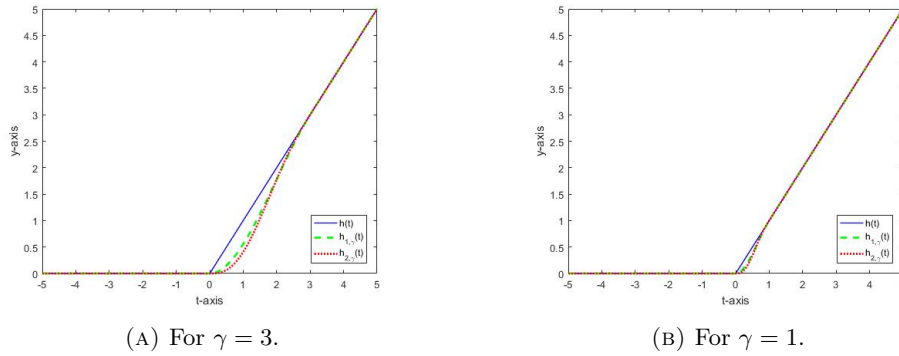 5
4.5
4
3.5
3
2.5
2
1.5
1
0.5
0
-5 -4 -3 -2 -1 0 1 2 3 4 5
y-axis
t-axis
h(t)
h1,γ(t)
h2,γ(t)
(A) For γ = 3.
5
4.5
4
3.5
3
2.5
2
1.5
1
0.5
0
-5 -4 -3 -2 -1 0 1 2 3 4 5
y-axis
t-axis
h(t)
h1,γ(t)
h2,γ(t)
(B) For γ = 1.